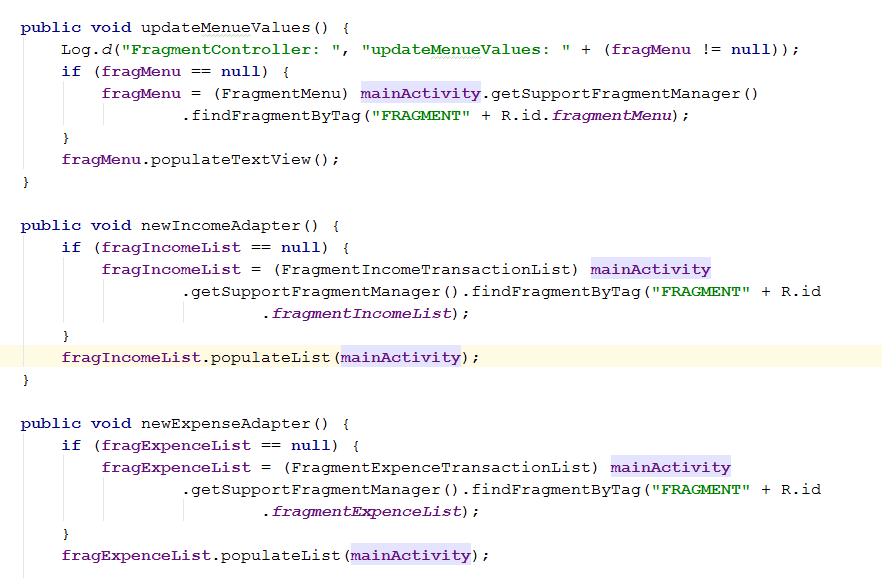 public void updateMenueValues() {
Log.d("FragmentController: ", "updateMenueValues: " + (fragMenu != null));
if (fragMenu == null) {
fragMenu = (FragmentMenu) mainActivity.getSupportFragmentManager()
.findFragmentByTag("FRAGMENT" + R.id.fragmentMenu);
}
fragMenu.populateTextView();
}
public void newIncomeAdapter() {
if (fragIncomeList == null) {
fragIncomeList = (FragmentIncomeTransactionList) mainActivity
.getSupportFragmentManager().findFragmentByTag("FRAGMENT" + R.id
.fragmentIncomeList);
}
fragIncomeList.populateList(mainActivity);
}
public void newExpenseAdapter() {
if (fragExpenceList == null) {
fragExpenceList = (FragmentExpenceTransactionList) mainActivity
.getSupportFragmentManager().findFragmentByTag("FRAGMENT" + R.id
.fragmentExpenceList);
}
fragExpenceList.populateList(mainActivity);